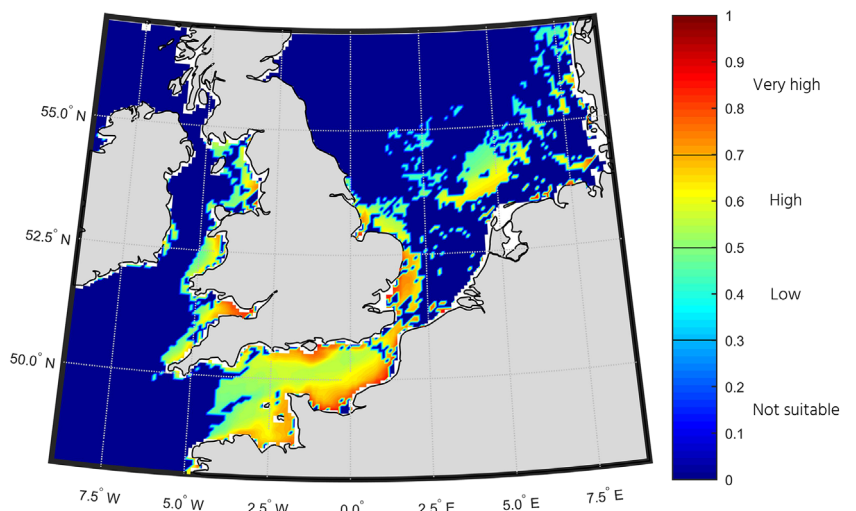 55.0° N
52.5° N
50.0° N
7.5° W
5.0° W
2.5° W
0.0°
2.5° E
5.0° E
7.5° E
1
0.9
0.8
0.7
0.6
0.5
0.4
0.3
0.2
0.1
0
Very high
High
Low
Not suitable